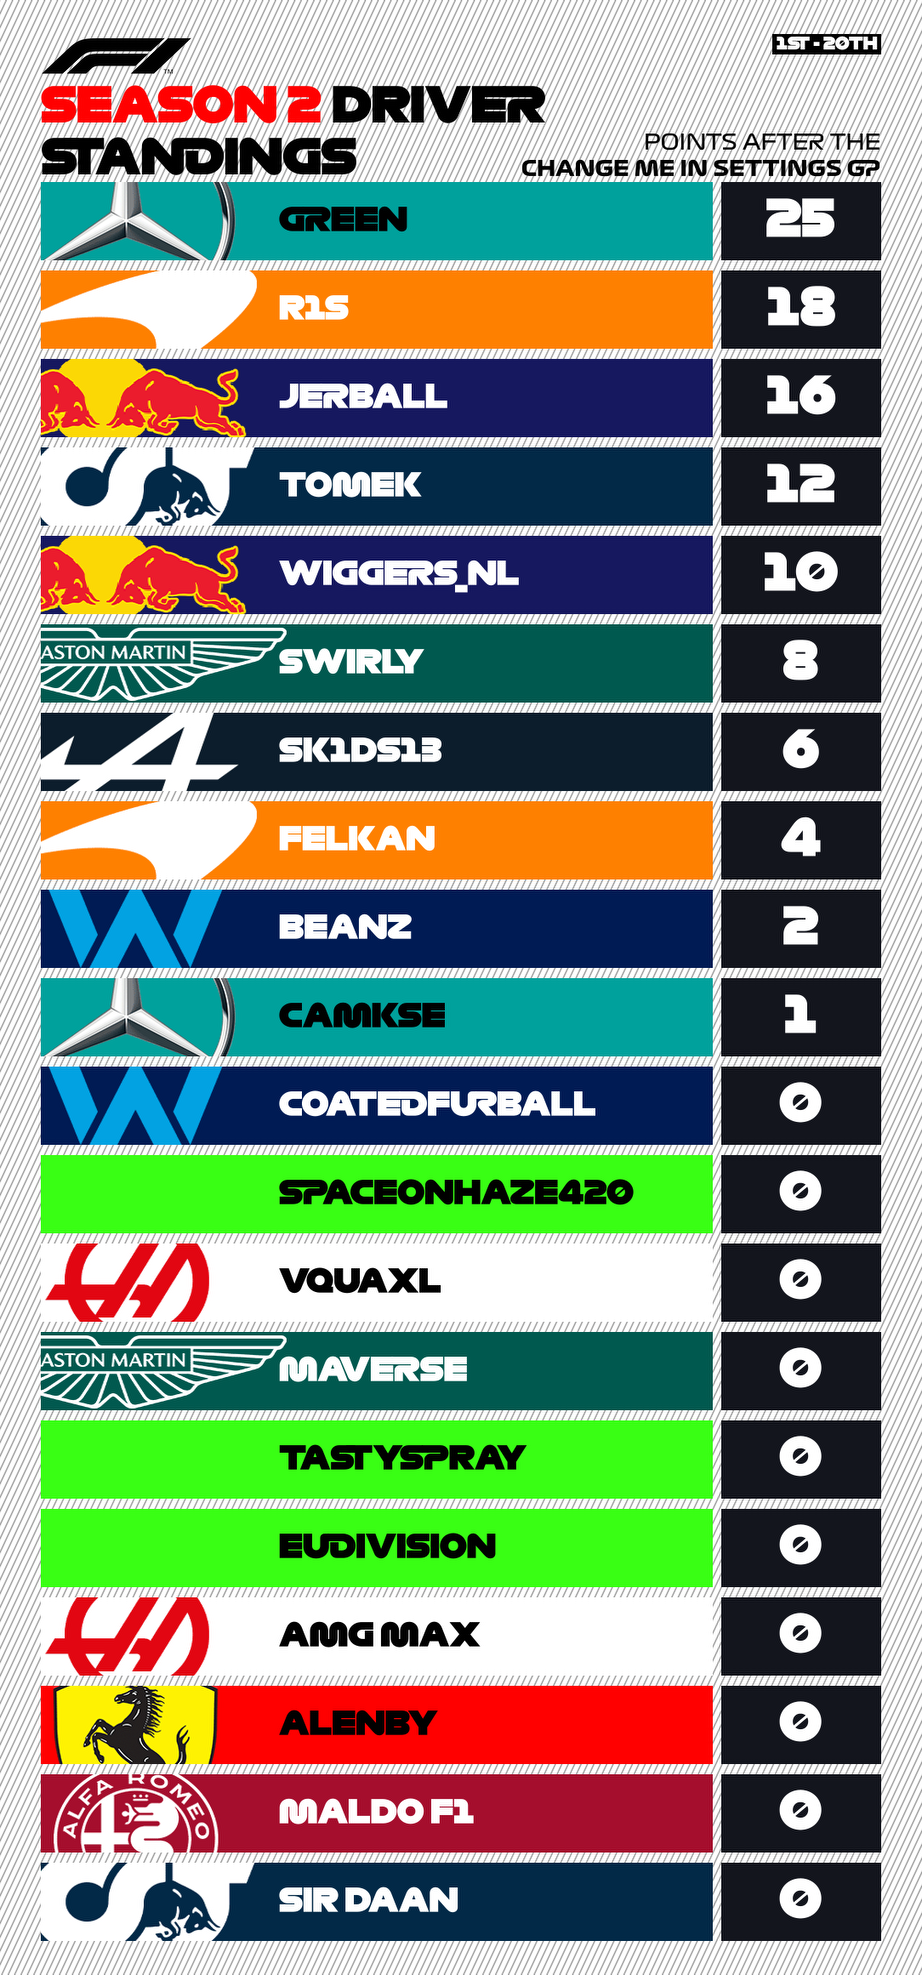 1ST - 20TH
F1
TM
SEASON 2 DRIVER
STANDINGS
POINTS AFTER THE
CHANGE ME IN SETTINGS GP
GREEN 25
R1S 18
JERBALL 16
TOMEK 12
WIGGERS_NL 10
ASTON MARTIN SWIRLY 8
SK1DS13 6
FELKAN 4
BEANZ 2
CAMKSE 1
COATEDFURBALL 0
SPACEONHAZE420 0
VQUAXL 0
ASTON MARTIN MAVERSE 0
TASTYSPRAY 0
EUDIVISION 0
AMG MAX 0
ALENBY 0
ALFA ROMEO MALDO F1 0
SIR DAAN 0